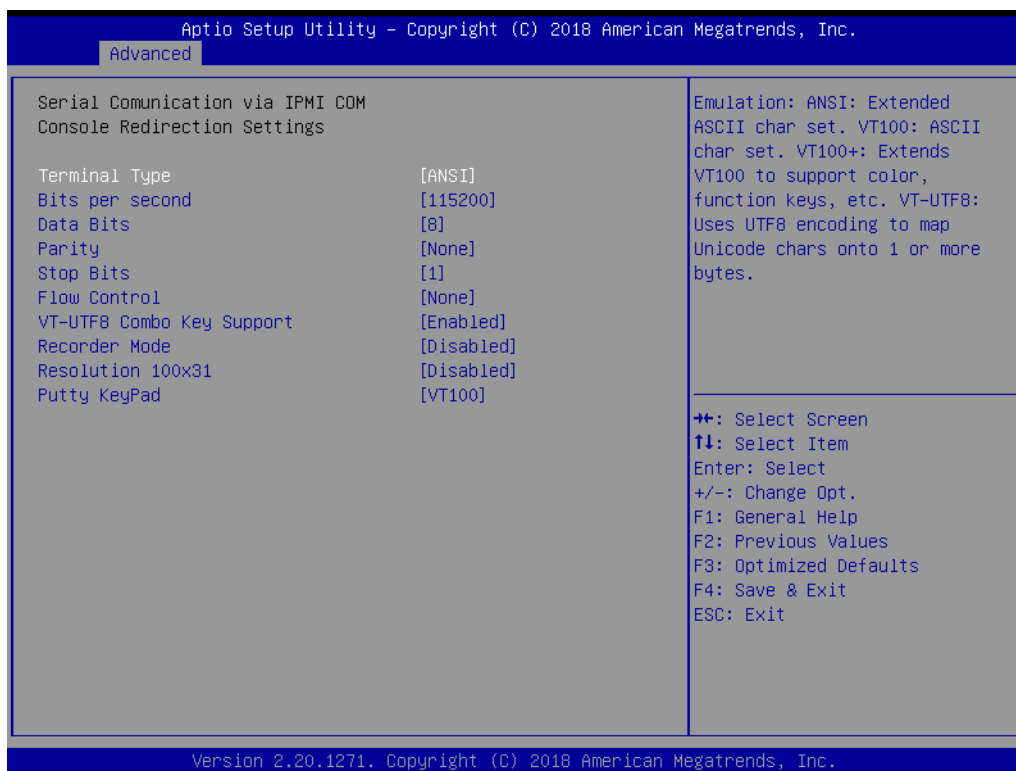 Aptio Setup Utility – Copyright (C) 2018 American Megatrends, Inc.
Advanced
Serial Comunication via IPMI COM
Console Redirection Settings
Terminal Type [ANSI]
Bits per second [115200]
Data Bits [8]
Parity [None]
Stop Bits [1]
Flow Control [None]
VT-UTF8 Combo Key Support [Enabled]
Recorder Mode [Disabled]
Resolution 100x31 [Disabled]
Putty KeyPad [VT100]
Emulation: ANSI: Extended
ASCII char set. VT100: ASCII
char set. VT100+: Extends
VT100 to support color,
function keys, etc. VT-UTF8:
Uses UTF8 encoding to map
Unicode chars onto 1 or more
bytes.
→←: Select Screen
↑↓: Select Item
Enter: Select
+/-: Change Opt.
F1: General Help
F2: Previous Values
F3: Optimized Defaults
F4: Save & Exit
ESC: Exit
Version 2.20.1271. Copyright (C) 2018 American Megatrends, Inc.